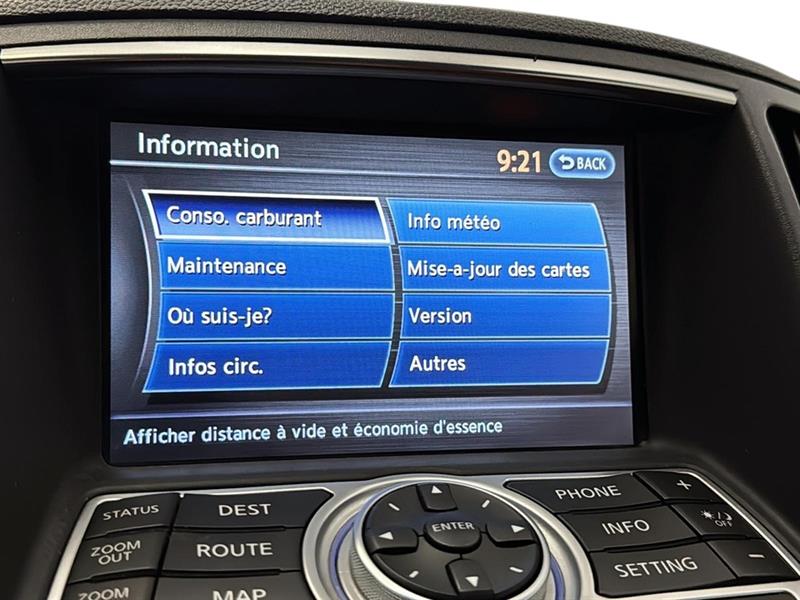 Information
9:21
BACK
Conso. carburant
Info météo
Maintenance
Mise-a-jour des cartes
Où suis-je?
Version
Infos circ.
Autres
Afficher distance à vide et économie d'essence
STATUS
DEST
PHONE
+
ENTER
ZOOM OUT
ROUTE
INFO
OFF
ZOOM
MAP
SETTING
−